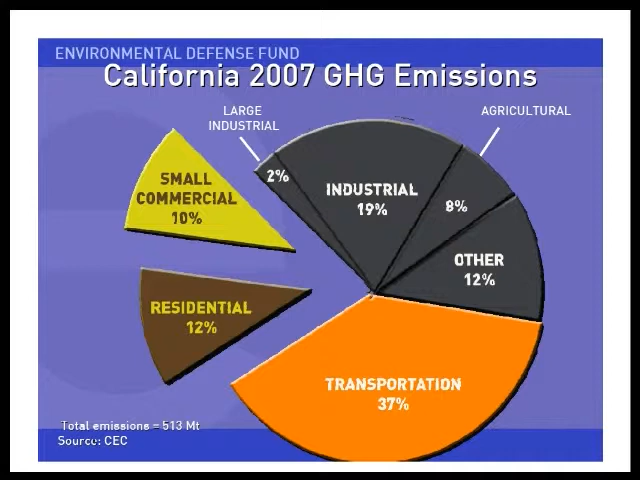 ENVIRONMENTAL DEFENSE FUND
California 2007 GHG Emissions
LARGE
INDUSTRIAL
AGRICULTURAL
SMALL
COMMERCIAL
10%
2%
INDUSTRIAL
19%
8%
OTHER
12%
RESIDENTIAL
12%
TRANSPORTATION
37%
Total emissions = 513 Mt
Source: CEC